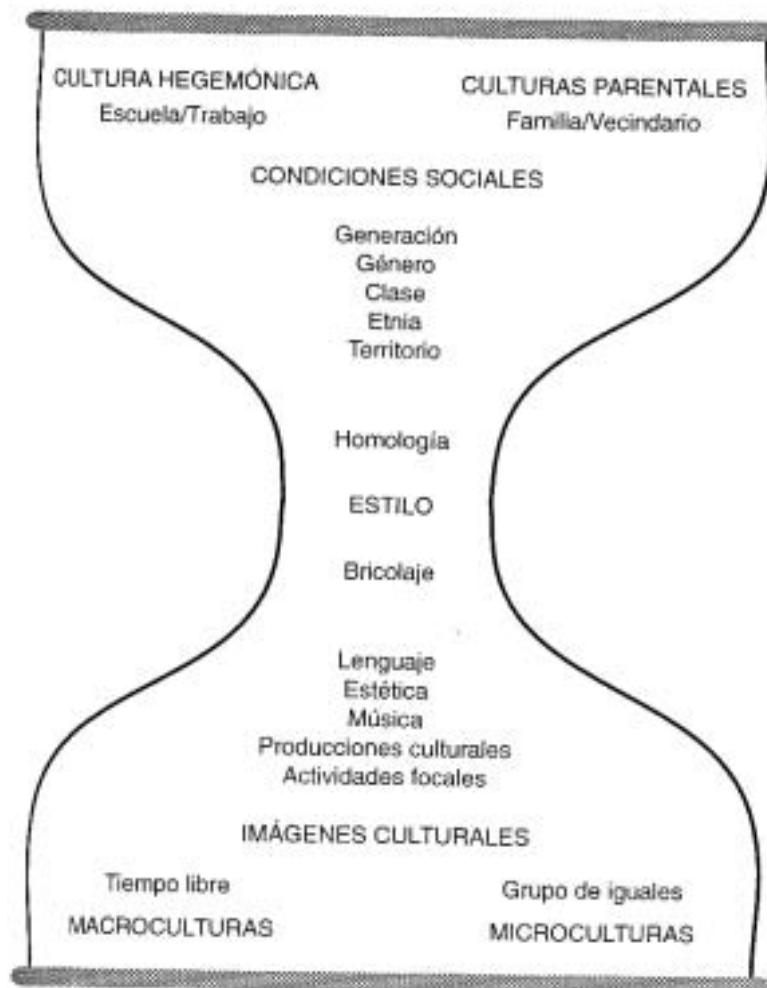 CULTURA HEGEMÓNICA
Escuela/Trabajo
CULTURAS PARENTALES
Familia/Vecindario
CONDICIONES SOCIALES
Generación
Género
Clase
Etnia
Territorio
Homología
ESTILO
Bricolaje
Lenguaje
Estética
Música
Producciones culturales
Actividades focales
IMÁGENES CULTURALES
Tiempo libre
MACROCULTURAS
Grupo de iguales
MICROCULTURAS